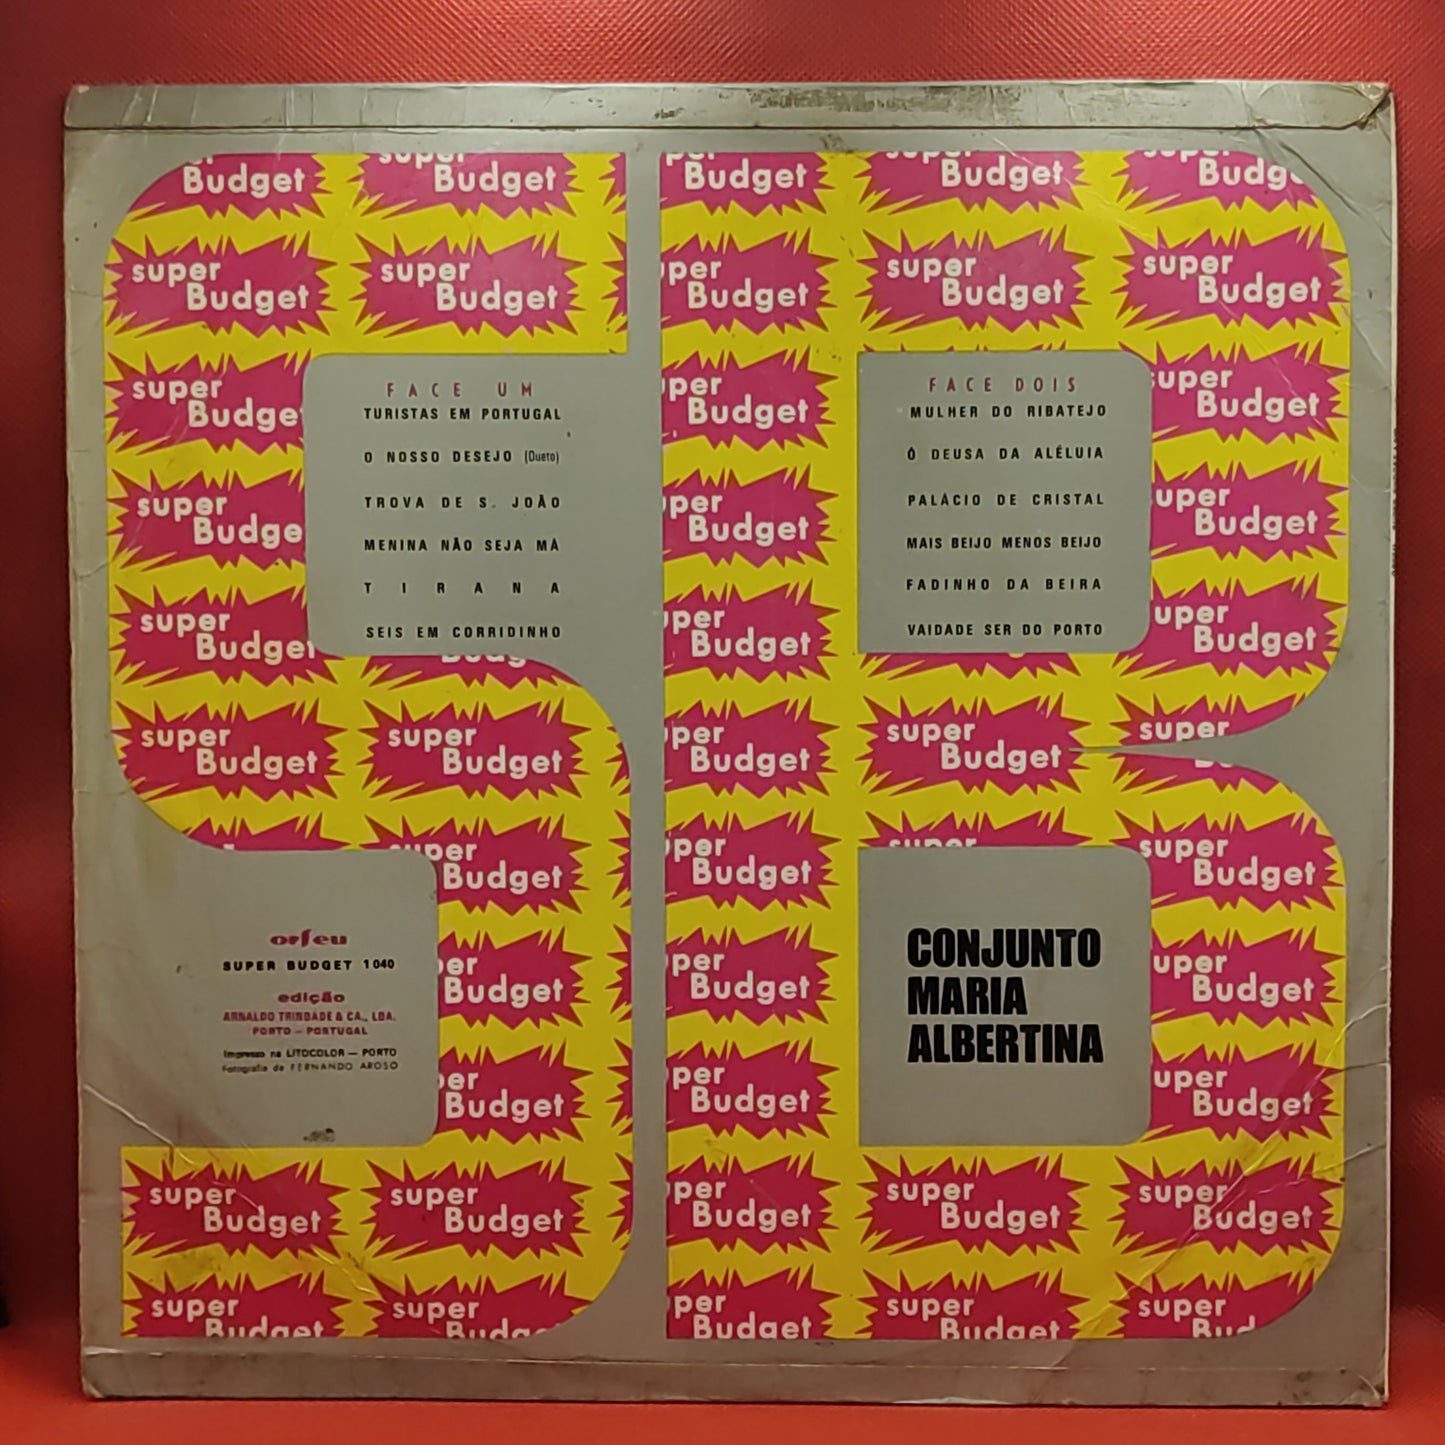 FACE UM
TURISTAS EM PORTUGAL
O NOSSO DESEJO (Dueto)
TROVA DE S. JOÃO
MENINA NÃO SEJA MÁ
TIRANA
SEIS EM CORRIDINHO
FACE DOIS
MULHER DO RIBATEJO
Ó DEUSA DA ALÉLUIA
PALÁCIO DE CRISTAL
MAIS BEIJO MENOS BEIJO
FADINHO DA BEIRA
VAIDADE SER DO PORTO
orfeu
SUPER BUDGET 1040
edição
ARNALDO TRINDADE & CA., LDA.
PORTO — PORTUGAL
Impresso na LITOCOLOR — PORTO
Fotografia de FERNANDO AROSO
CONJUNTO
MARIA
ALBERTINA
super
Budget